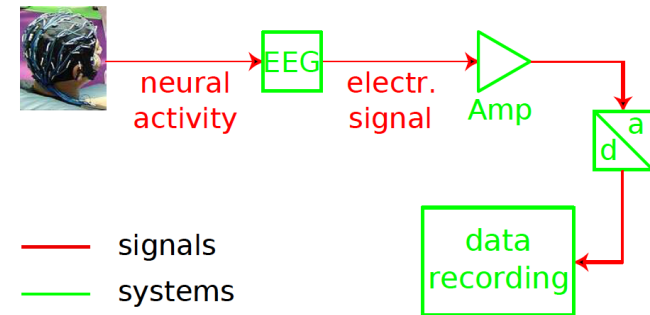 EEG
neural
activity
electr.
signal
Amp
a
d
data
recording
signals
systems